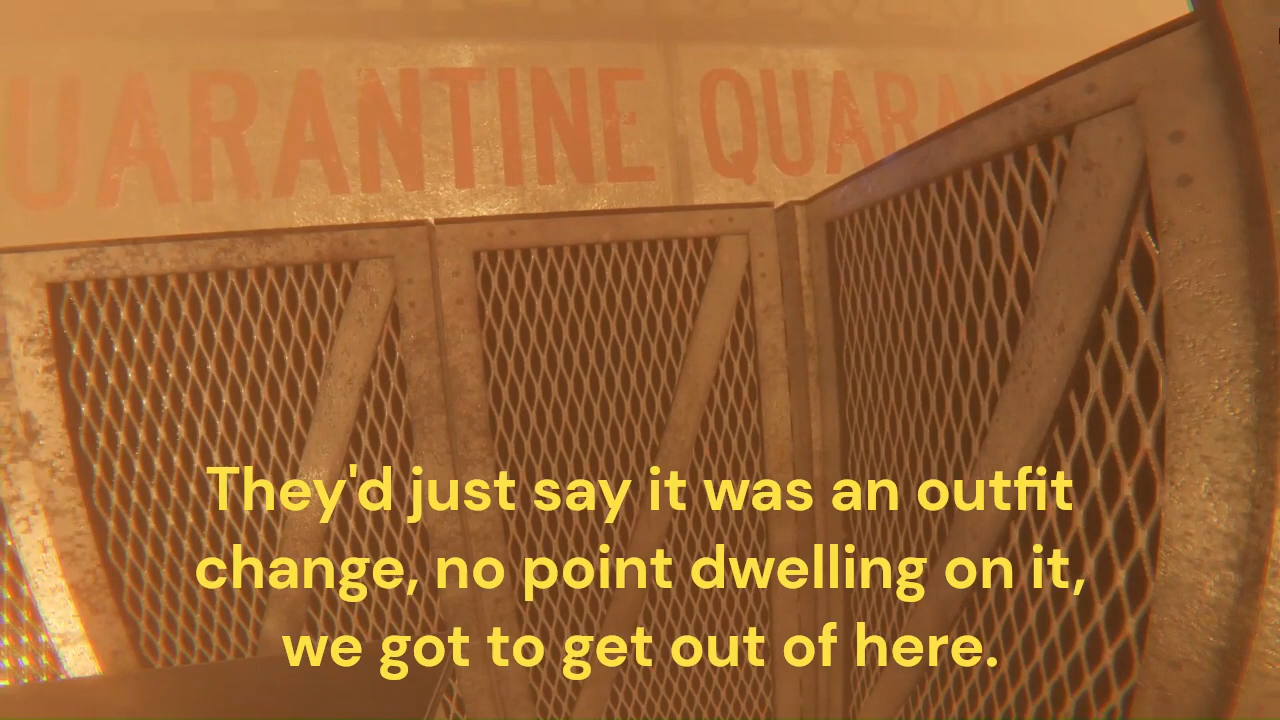 UARANTINE QUARANT
They'd just say it was an outfit
change, no point dwelling on it,
we got to get out of here.